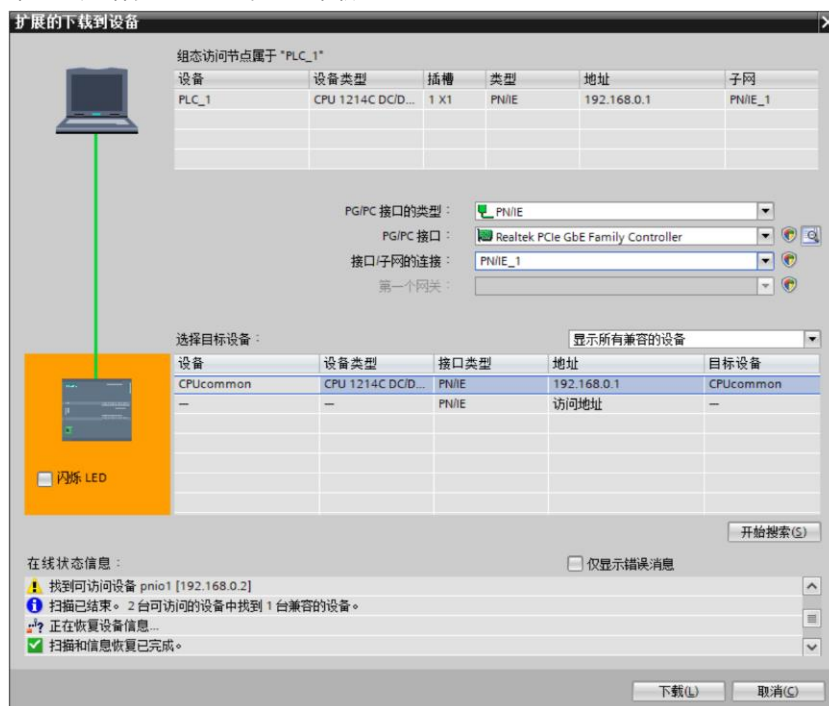 扩展的下载到设备
组态访问节点属于 "PLC_1"
设备 设备类型 插槽 类型 地址 子网
PLC_1 CPU 1214C DC/D... 1 X1 PN/IE 192.168.0.1 PN/IE_1
PG/PC 接口的类型： PN/IE
PG/PC 接口： Realtek PCIe GbE Family Controller
接口/子网的连接： PN/IE_1
第一个网关：
选择目标设备： 显示所有兼容的设备
设备 设备类型 接口类型 地址 目标设备
CPUcommon CPU 1214C DC/D... PN/IE 192.168.0.1 CPUcommon
— — PN/IE 访问地址 —
闪烁 LED
开始搜索(S)
在线状态信息： 仅显示错误消息
找到可访问设备 pnio1 [192.168.0.2]
扫描已结束。2 台可访问的设备中找到 1 台兼容的设备。
正在恢复设备信息...
扫描和信息恢复已完成。
下载(L) 取消(C)